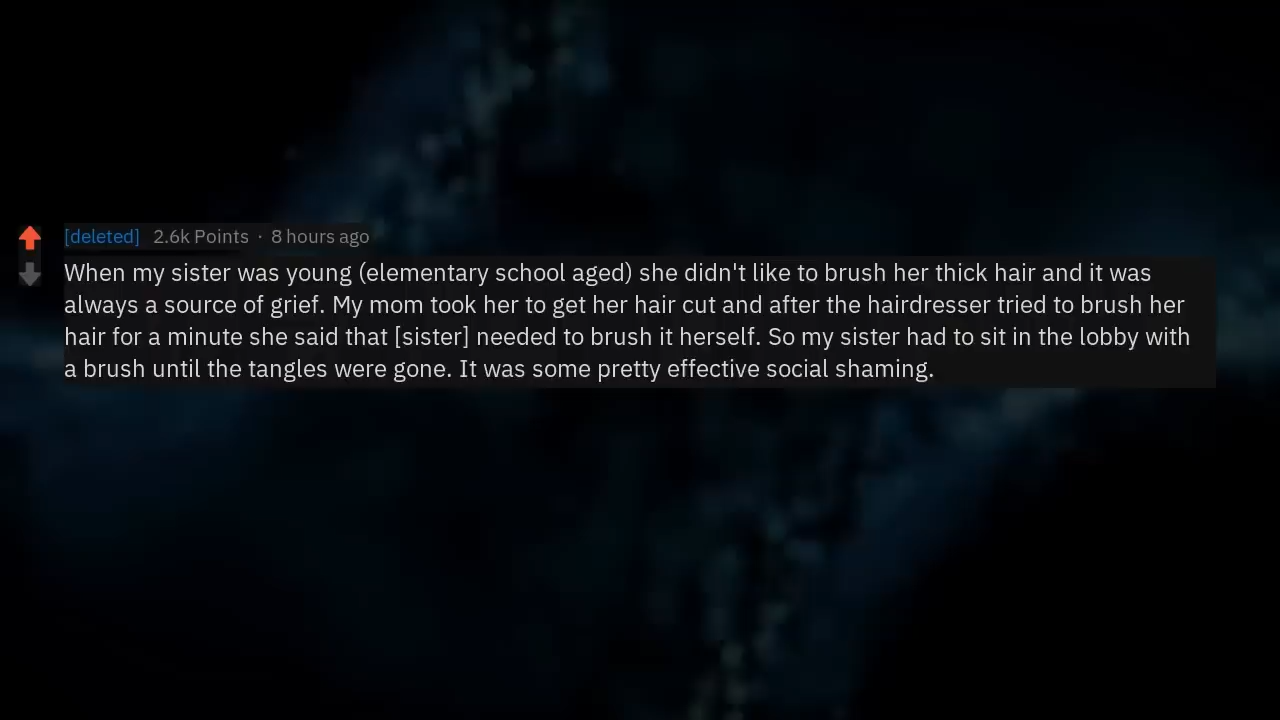 [deleted] 2.6k Points · 8 hours ago
When my sister was young (elementary school aged) she didn't like to brush her thick hair and it was
always a source of grief. My mom took her to get her hair cut and after the hairdresser tried to brush her
hair for a minute she said that [sister] needed to brush it herself. So my sister had to sit in the lobby with
a brush until the tangles were gone. It was some pretty effective social shaming.